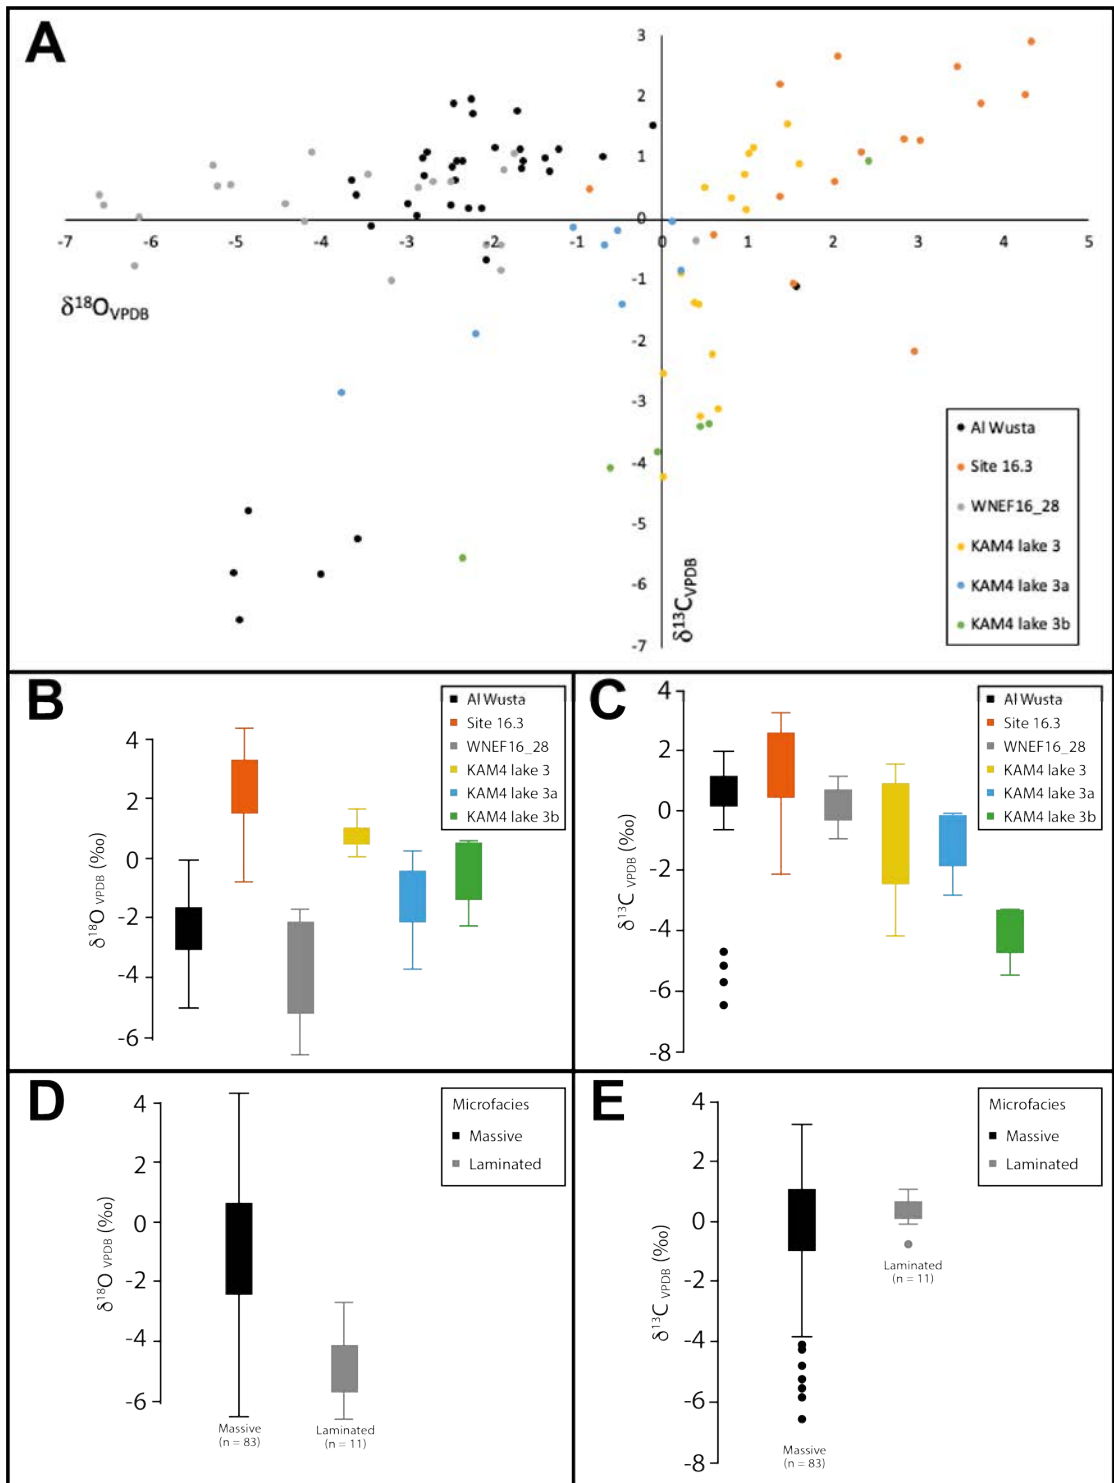 A
3
2
1
0
-1
-2
-3
-4
-5
-6
-7
-7 -6 -5 -4 -3 -2 -1 0 1 2 3 4 5
δ¹⁸O VPDB
δ¹³C VPDB
Al Wusta
Site 16.3
WNEF16_28
KAM4 lake 3
KAM4 lake 3a
KAM4 lake 3b
B
4
2
0
-2
-4
-6
δ¹⁸O VPDB (‰)
Al Wusta
Site 16.3
WNEF16_28
KAM4 lake 3
KAM4 lake 3a
KAM4 lake 3b
C
4
2
0
-2
-4
-6
-8
δ¹³C VPDB (‰)
Al Wusta
Site 16.3
WNEF16_28
KAM4 lake 3
KAM4 lake 3a
KAM4 lake 3b
D
4
2
0
-2
-4
-6
δ¹⁸O VPDB (‰)
Microfacies
Massive
Laminated
Massive
(n = 83)
Laminated
(n = 11)
E
4
2
0
-2
-4
-6
-8
δ¹³C VPDB (‰)
Microfacies
Massive
Laminated
Laminated
(n = 11)
Massive
(n = 83)